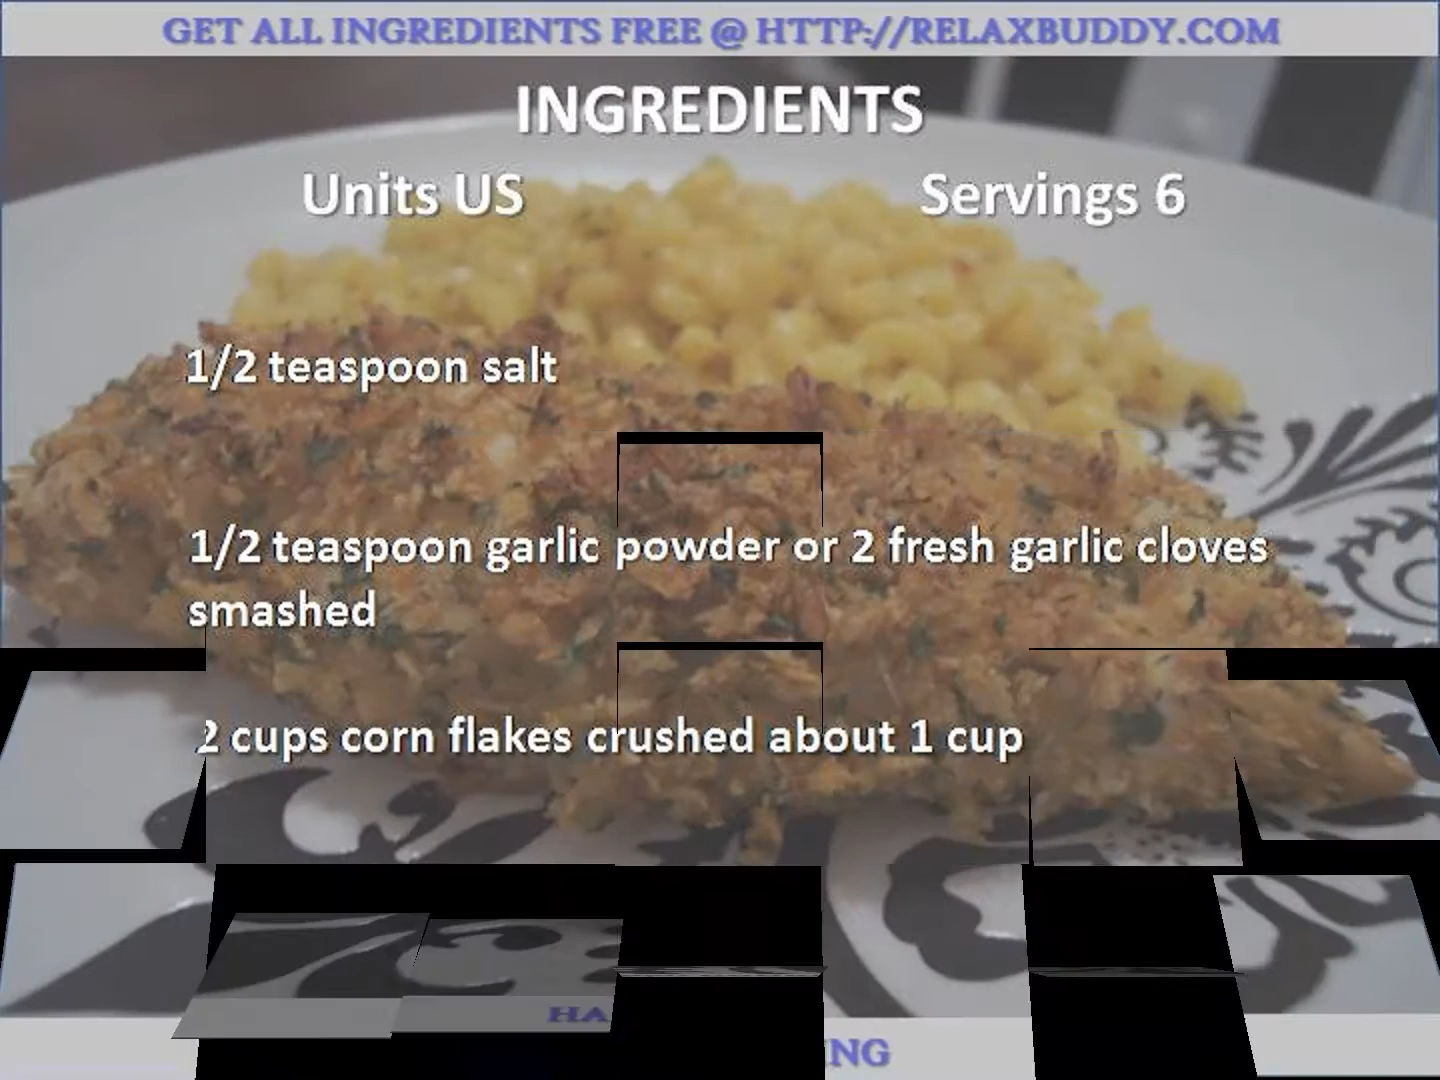 GET ALL INGREDIENTS FREE @ HTTP://RELAXBUDDY.COM
INGREDIENTS
Units US
Servings 6
1/2 teaspoon salt
1/2 teaspoon garlic powder or 2 fresh garlic cloves
smashed
2 cups corn flakes crushed about 1 cup